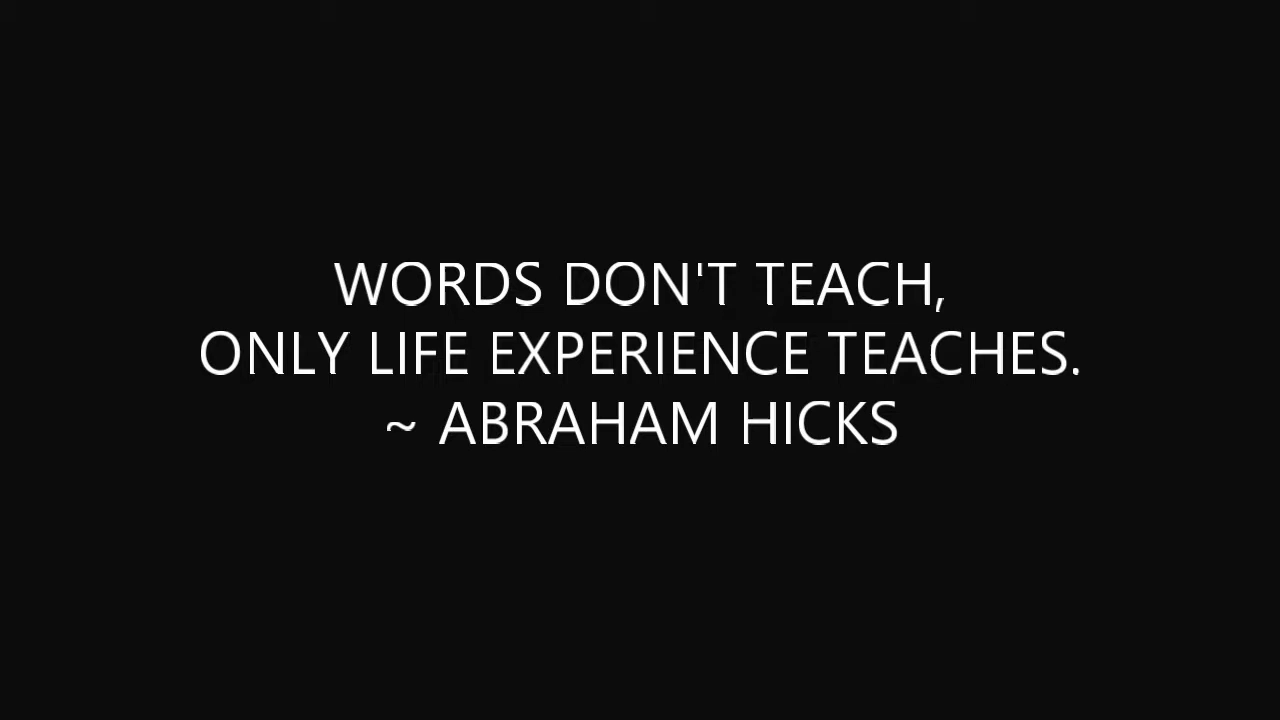 WORDS DON'T TEACH,
ONLY LIFE EXPERIENCE TEACHES.
~ ABRAHAM HICKS